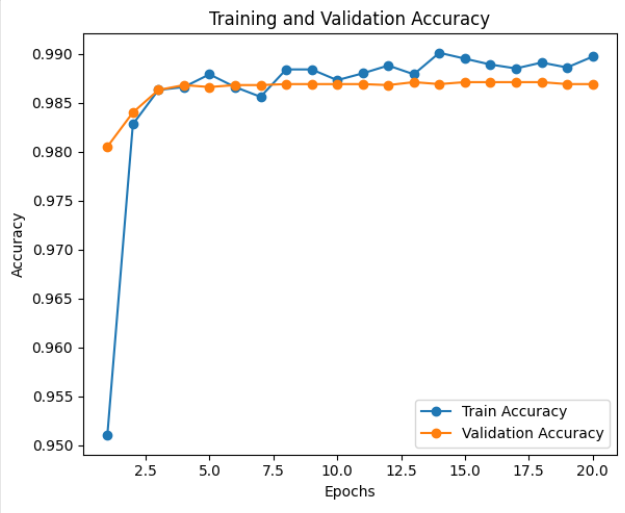 Training and Validation Accuracy
0.990
0.985
0.980
0.975
0.970
0.965
0.960
0.955
0.950
Accuracy
2.5 5.0 7.5 10.0 12.5 15.0 17.5 20.0
Epochs
Train Accuracy
Validation Accuracy